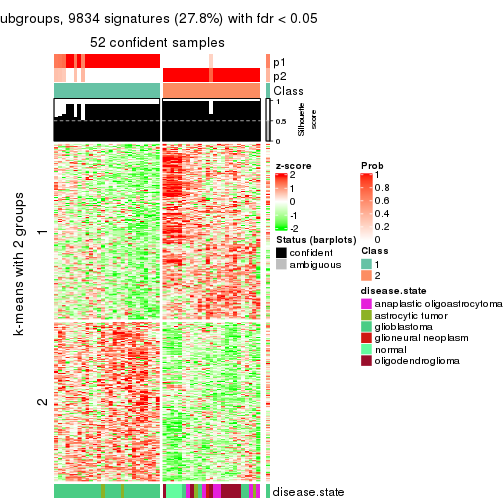 ubgroups, 9834 signatures (27.8%) with fdr < 0.05
52 confident samples
p1
p2
Class
1
0.5
0
Silhouette
score
k-means with 2 groups
1
2
z-score
2
1
0
-1
-2
Status (barplots)
confident
ambiguous
Prob
1
0.8
0.6
0.4
0.2
0
Class
1
2
disease.state
anaplastic oligoastrocytoma
astrocytic tumor
glioblastoma
glioneural neoplasm
normal
oligodendroglioma
disease.state